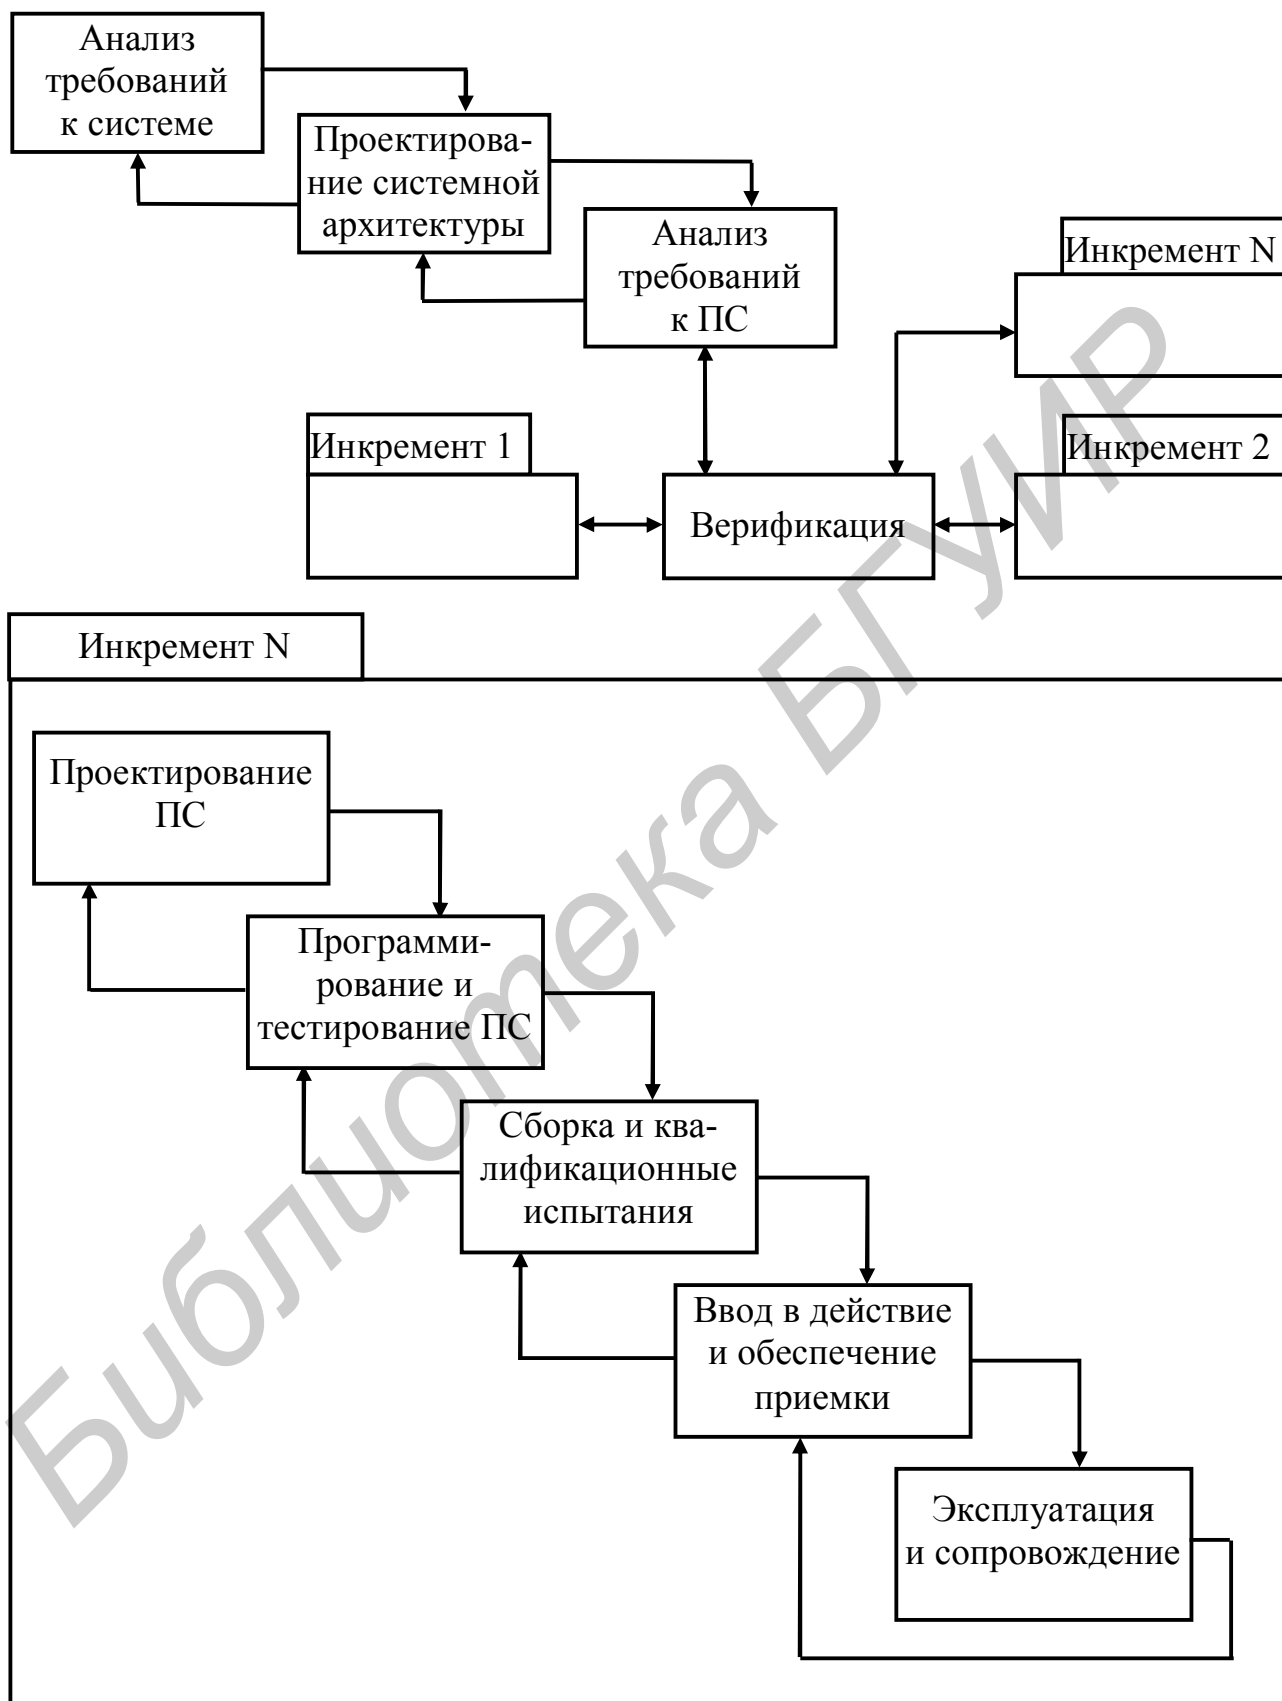 Анализ
требований
к системе
Проектирова-
ние системной
архитектуры
Анализ
требований
к ПС
Инкремент N
Инкремент 1
Инкремент 2
Верификация
Инкремент N
Проектирование
ПС
Программи-
рование и
тестирование ПС
Сборка и ква-
лификационные
испытания
Ввод в действие
и обеспечение
приемки
Эксплуатация
и сопровождение
Библиотека БГУИР